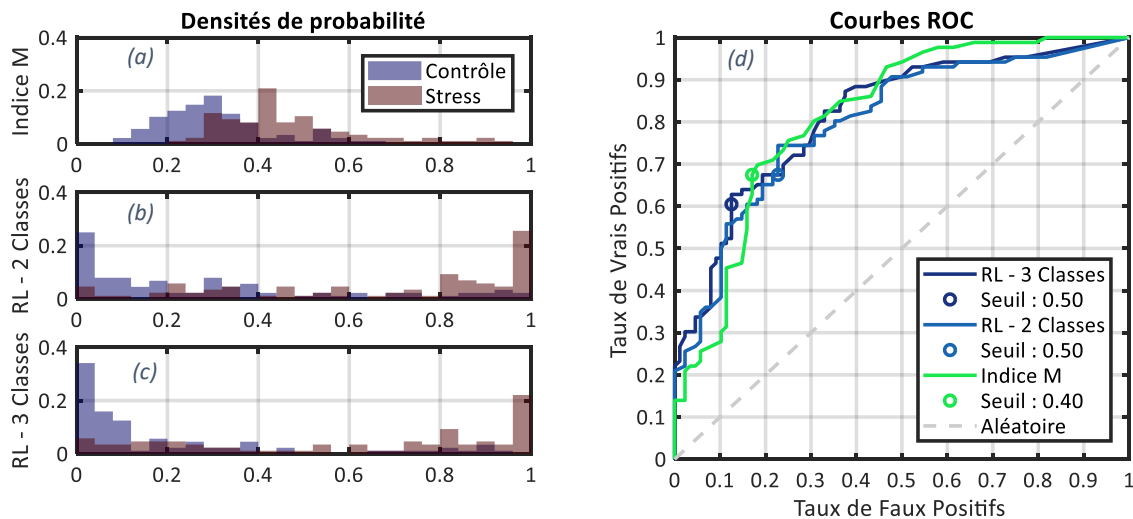 Densités de probabilité
Indice M
0.4
0.2
0
(a)
Contrôle
Stress
0 0.2 0.4 0.6 0.8 1
RL - 2 Classes
0.4
0.2
0
(b)
0 0.2 0.4 0.6 0.8 1
RL - 3 Classes
0.4
0.2
0
(c)
0 0.2 0.4 0.6 0.8 1
Courbes ROC
Taux de Vrais Positifs
1
0.9
0.8
0.7
0.6
0.5
0.4
0.3
0.2
0.1
0
(d)
RL - 3 Classes
Seuil : 0.50
RL - 2 Classes
Seuil : 0.50
Indice M
Seuil : 0.40
Aléatoire
0 0.1 0.2 0.3 0.4 0.5 0.6 0.7 0.8 0.9 1
Taux de Faux Positifs